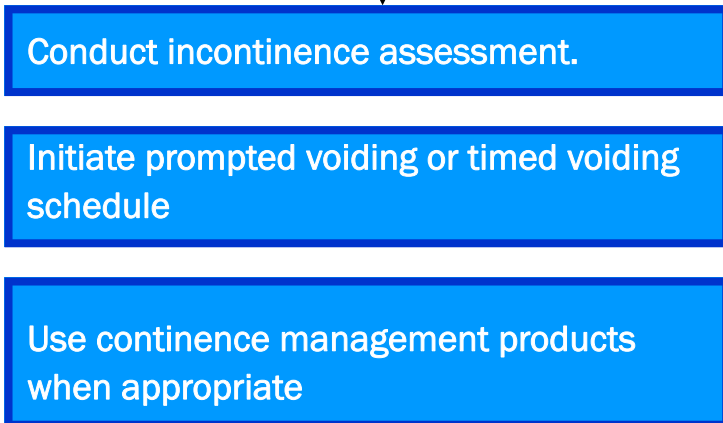 Conduct incontinence assessment.
Initiate prompted voiding or timed voiding
schedule
Use continence management products
when appropriate